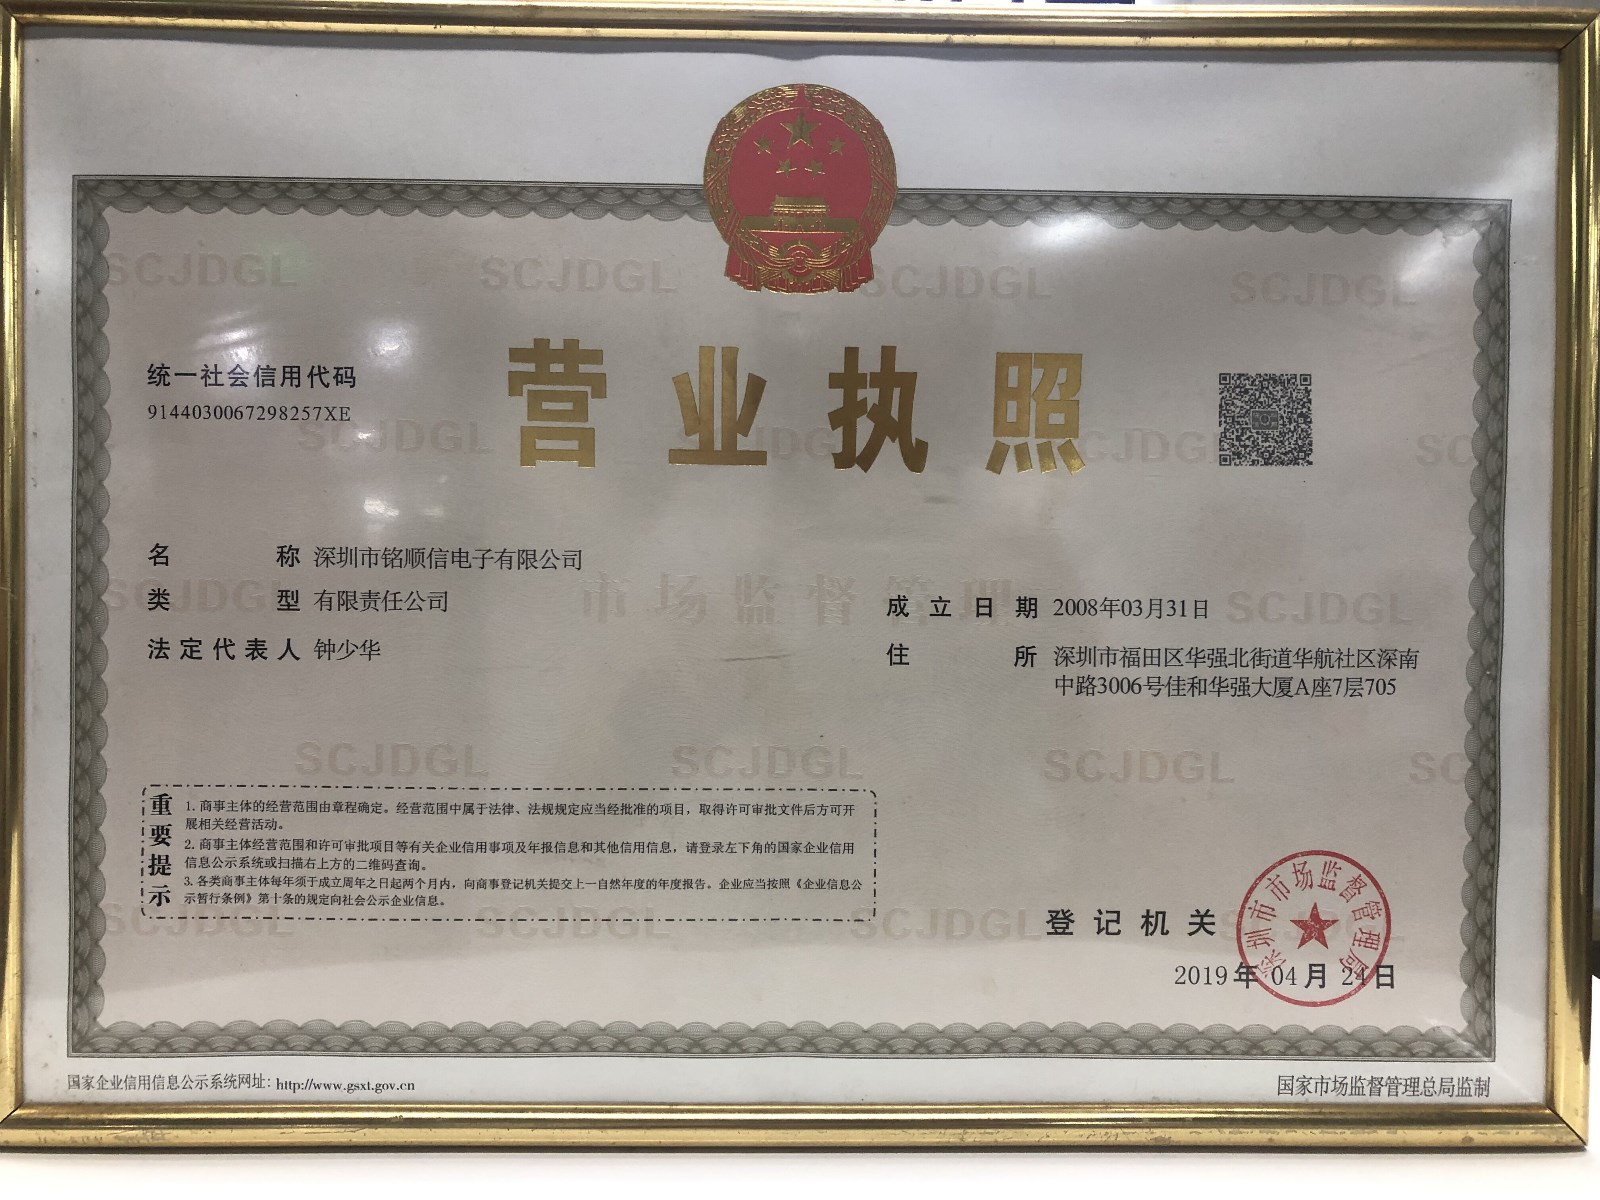 营业执照
统一社会信用代码
9144030067298257XE
名称 深圳市铭顺信电子有限公司
类型 有限责任公司
法定代表人 钟少华
成立日期 2008年03月31日
住所 深圳市福田区华强北街道华航社区深南
中路3006号佳和华强大厦A座7层705
重要提示
1. 商事主体的经营范围由章程确定。经营范围中属于法律、法规规定应当经批准的项目，取得许可审批文件后方可开
展相关经营活动。
2. 商事主体经营范围和许可审批项目等有关企业信用事项及年报信息和其他信用信息，请登录左下角的国家企业信用
信息公示系统或扫描右上方的二维码查询。
3. 各类商事主体每年须于成立周年之日起两个月内，向商事登记机关提交上一自然年度的年度报告。企业应当按照《企业信息公
示暂行条例》第十条的规定向社会公示企业信息。
登记机关
深圳市市场监督管理局
2019年04月24日
国家企业信用信息公示系统网址：http://www.gsxt.gov.cn
国家市场监督管理总局监制
SCJDGL
市场监督管理